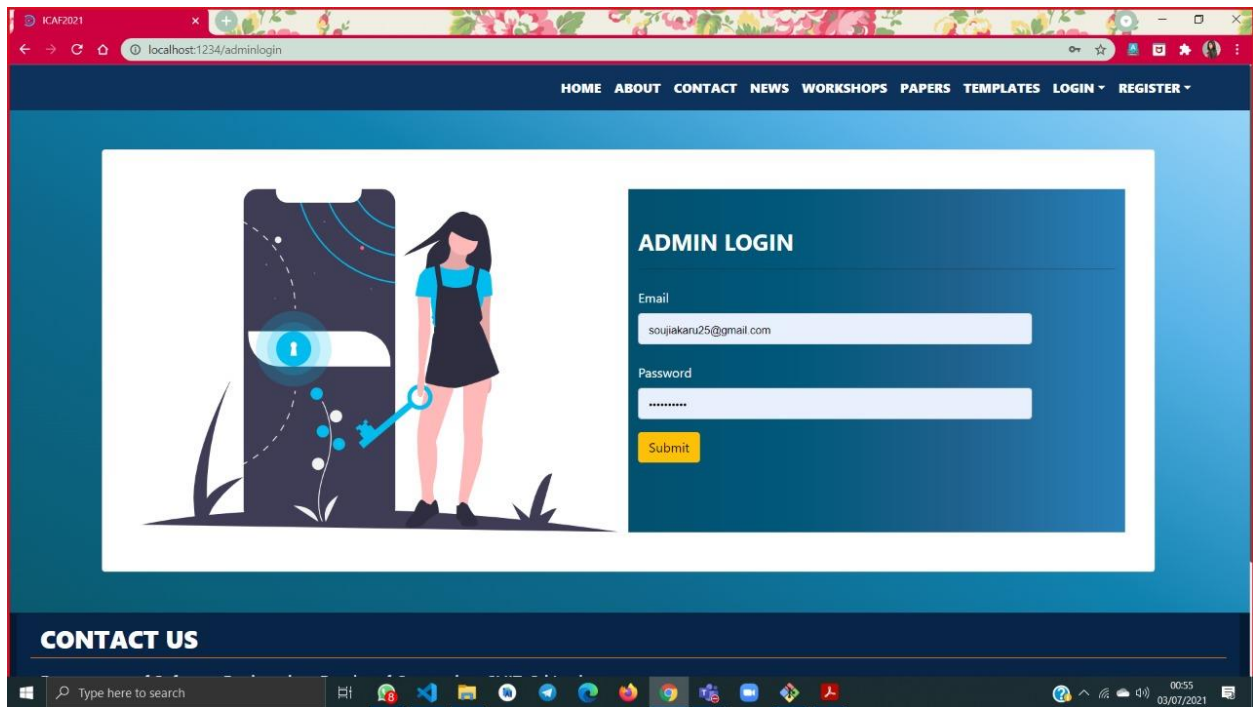 ICAF2021
localhost:1234/adminlogin
HOME ABOUT CONTACT NEWS WORKSHOPS PAPERS TEMPLATES LOGIN REGISTER
ADMIN LOGIN
Email
soujiakaru25@gmail.com
Password
••••••••••
Submit
CONTACT US
Type here to search
00:55
03/07/2021